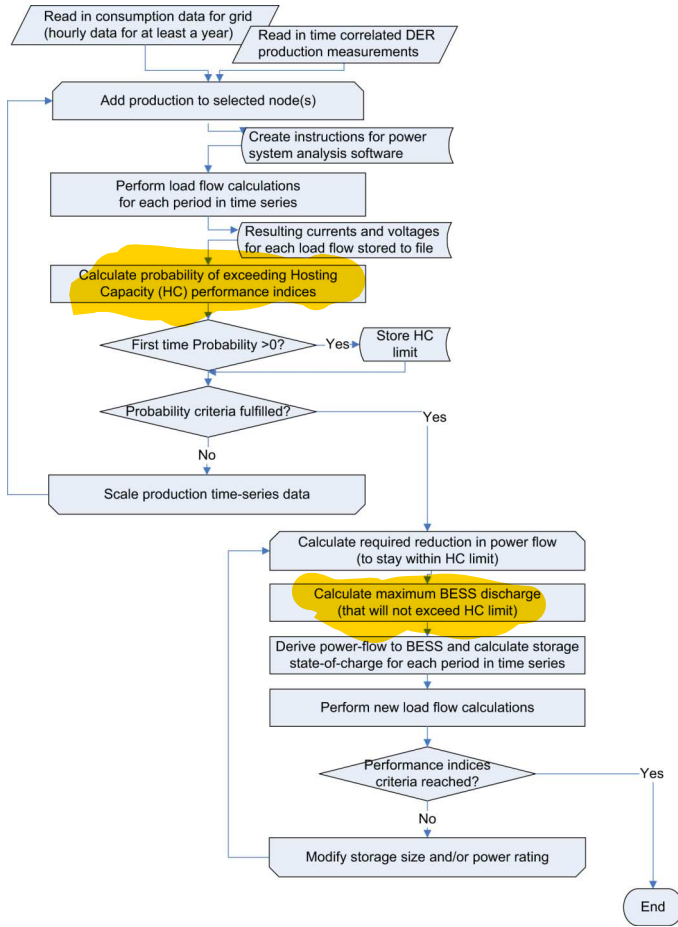 Read in consumption data for grid
(hourly data for at least a year)
Read in time correlated DER
production measurements
Add production to selected node(s)
Create instructions for power
system analysis software
Perform load flow calculations
for each period in time series
Resulting currents and voltages
for each load flow stored to file
Calculate probability of exceeding Hosting
Capacity (HC) performance indices
First time Probability >0?
Yes
Store HC
limit
Probability criteria fulfilled?
Yes
No
Scale production time-series data
Calculate required reduction in power flow
(to stay within HC limit)
Calculate maximum BESS discharge
(that will not exceed HC limit)
Derive power-flow to BESS and calculate storage
state-of-charge for each period in time series
Perform new load flow calculations
Performance indices
criteria reached?
Yes
No
Modify storage size and/or power rating
End